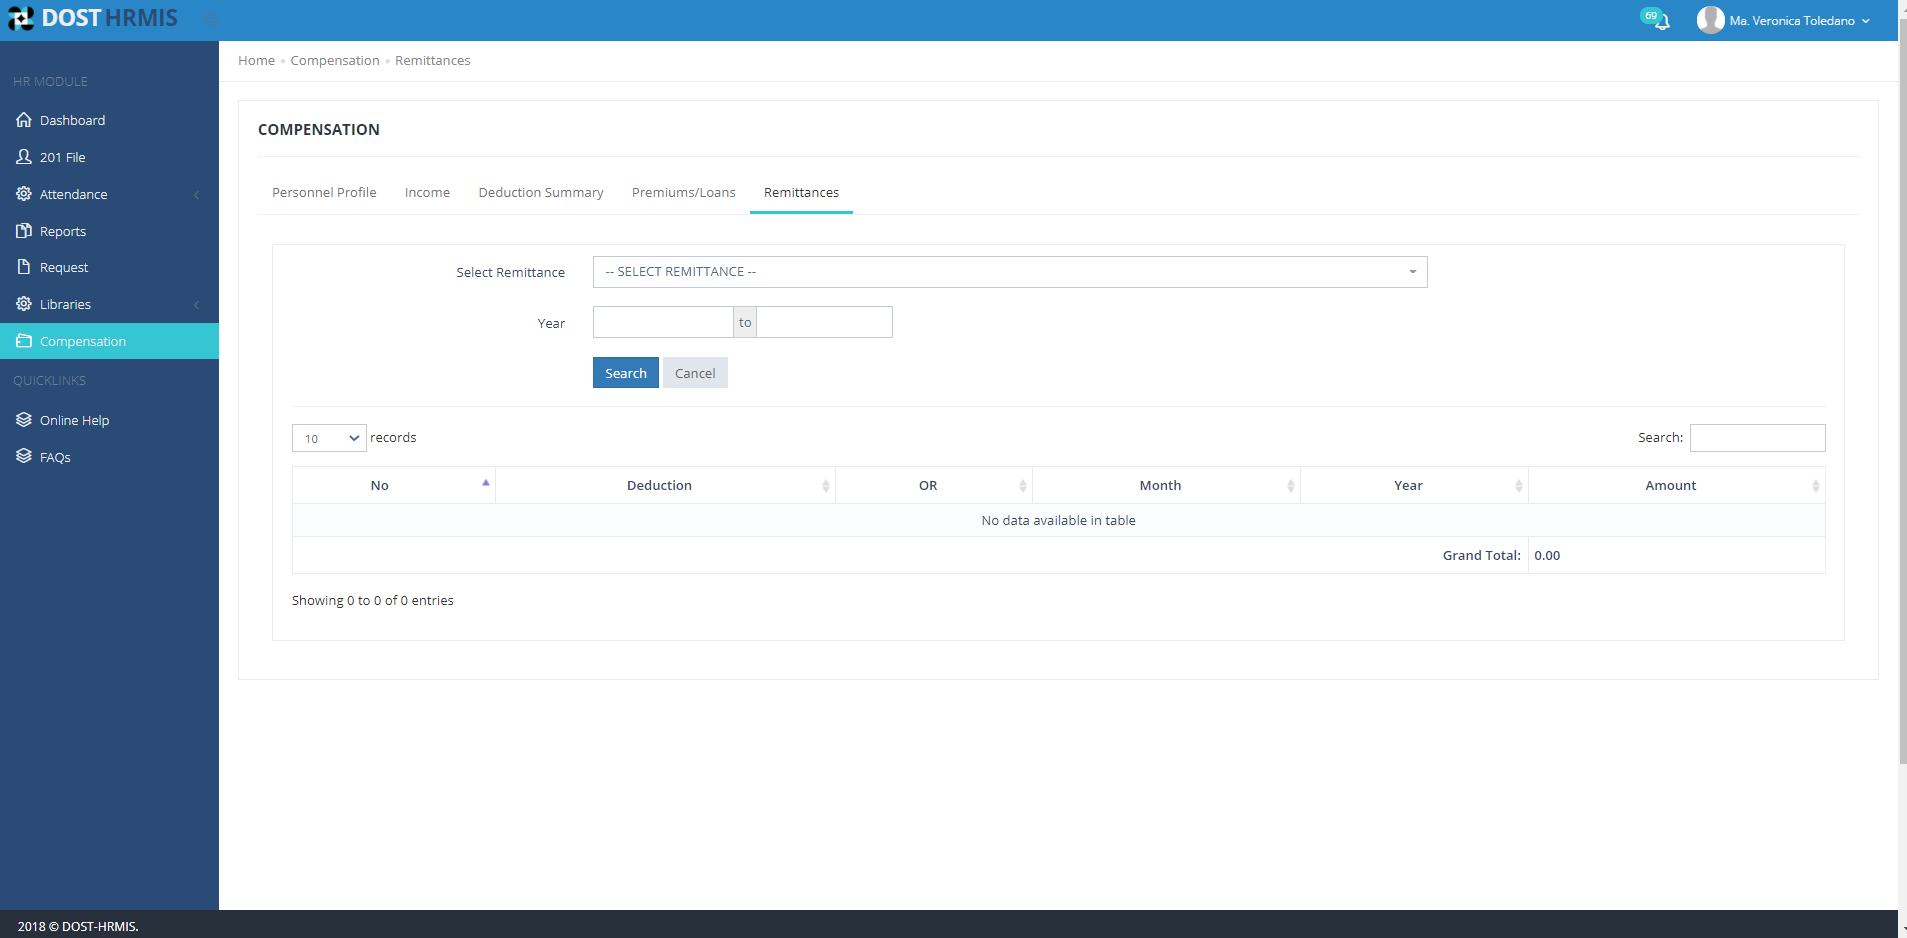 DOST HRMIS
69
Ma. Veronica Toledano
HR MODULE
Dashboard
201 File
Attendance
Reports
Request
Libraries
Compensation
QUICKLINKS
Online Help
FAQs
Home Compensation Remittances
COMPENSATION
Personnel Profile Income Deduction Summary Premiums/Loans Remittances
Select Remittance -- SELECT REMITTANCE --
Year to
Search Cancel
10 records Search:
No Deduction OR Month Year Amount
No data available in table
Grand Total: 0.00
Showing 0 to 0 of 0 entries
2018 © DOST-HRMIS.